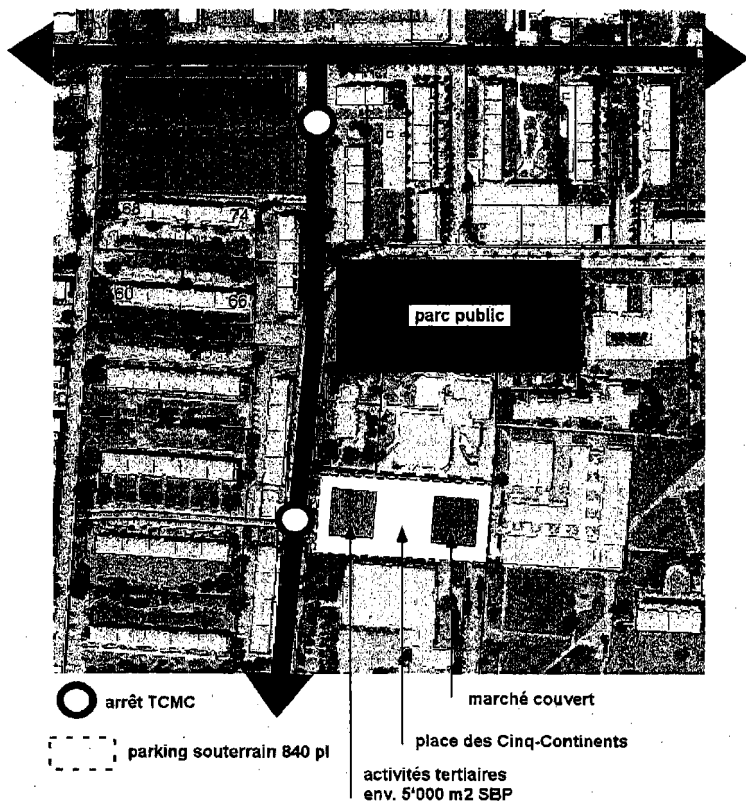 68
74
60
66
parc public
arrêt TCMC
marché couvert
parking souterrain 840 pl
place des Cinq-Continents
activités tertiaires
env. 5'000 m2 SBP